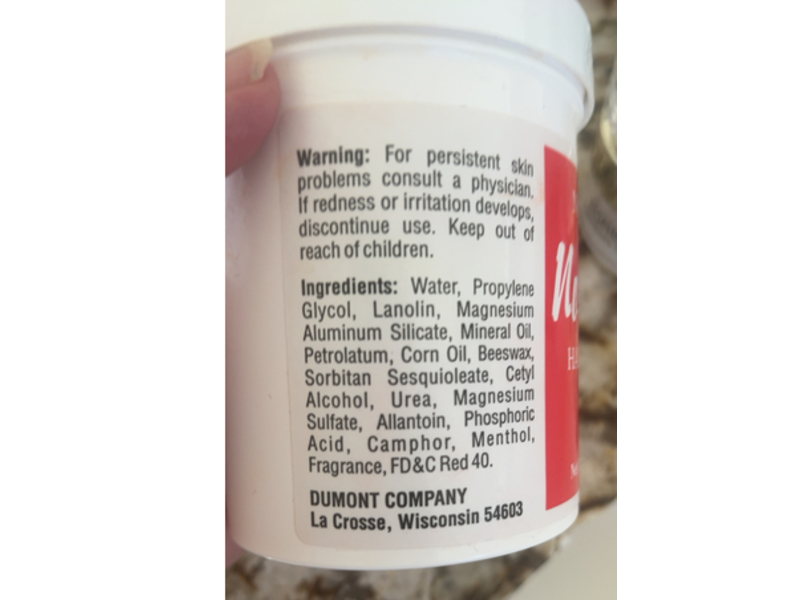 Warning: For persistent skin
problems consult a physician.
If redness or irritation develops,
discontinue use. Keep out of
reach of children.
Ingredients: Water, Propylene
Glycol, Lanolin, Magnesium
Aluminum Silicate, Mineral Oil,
Petrolatum, Corn Oil, Beeswax,
Sorbitan Sesquioleate, Cetyl
Alcohol, Urea, Magnesium
Sulfate, Allantoin, Phosphoric
Acid, Camphor, Menthol,
Fragrance, FD&C Red 40.
DUMONT COMPANY
La Crosse, Wisconsin 54603